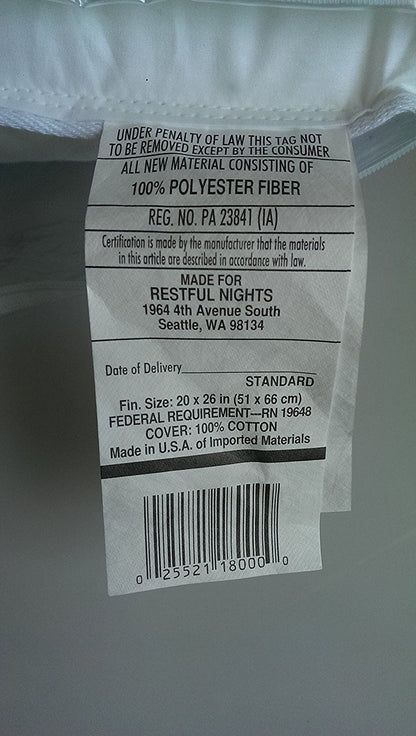 UNDER PENALTY OF LAW THIS TAG NOT
TO BE REMOVED EXCEPT BY THE CONSUMER
ALL NEW MATERIAL CONSISTING OF
100% POLYESTER FIBER
REG. NO. PA 23841 (IA)
Certification is made by the manufacturer that the materials
in this article are described in accordance with law.
MADE FOR
RESTFUL NIGHTS
1964 4th Avenue South
Seattle, WA 98134
Date of Delivery
STANDARD
Fin. Size: 20 x 26 in (51 x 66 cm)
FEDERAL REQUIREMENT---RN 19648
COVER: 100% COTTON
Made in U.S.A. of Imported Materials
0 25521 18000 0